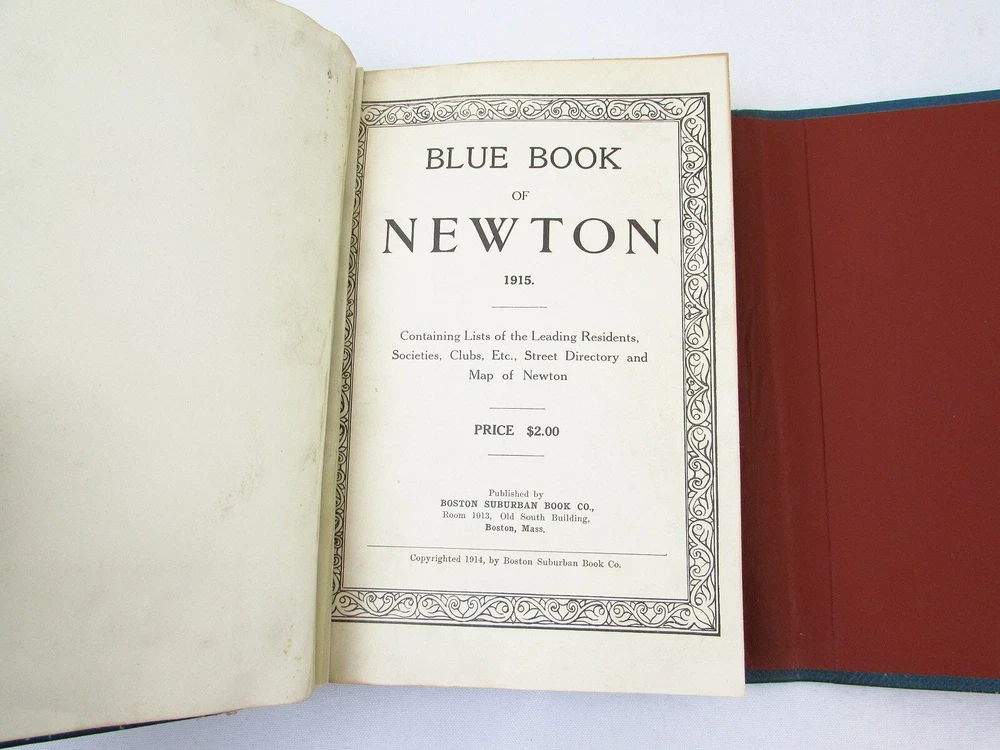 BLUE BOOK
OF
NEWTON
1915.
Containing Lists of the Leading Residents,
Societies, Clubs, Etc., Street Directory and
Map of Newton
PRICE $2.00
Published by
BOSTON SUBURBAN BOOK CO.,
Room 1013, Old South Building,
Boston, Mass.
Copyrighted 1914, by Boston Suburban Book Co.